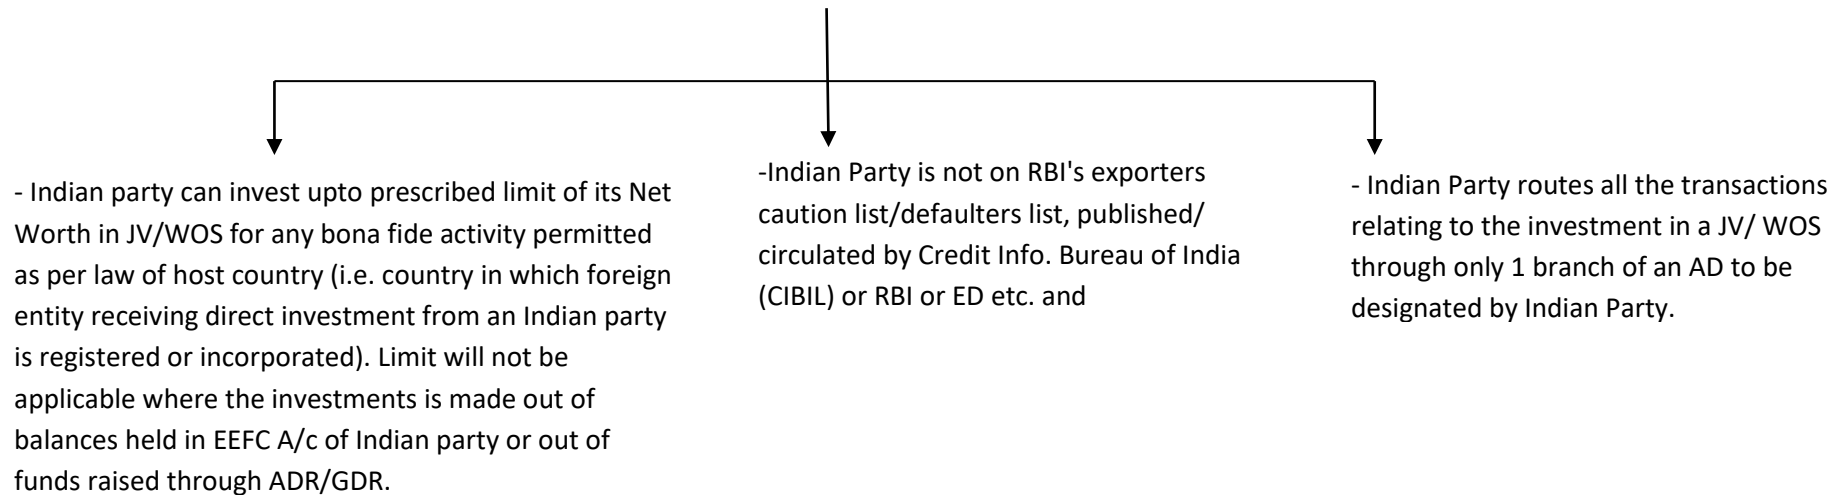 - Indian party can invest upto prescribed limit of its Net
Worth in JV/WOS for any bona fide activity permitted
as per law of host country (i.e. country in which foreign
entity receiving direct investment from an Indian party
is registered or incorporated). Limit will not be
applicable where the investments is made out of
balances held in EEFC A/c of Indian party or out of
funds raised through ADR/GDR.
-Indian Party is not on RBI's exporters
caution list/defaulters list, published/
circulated by Credit Info. Bureau of India
(CIBIL) or RBI or ED etc. and
- Indian Party routes all the transactions
relating to the investment in a JV/ WOS
through only 1 branch of an AD to be
designated by Indian Party.